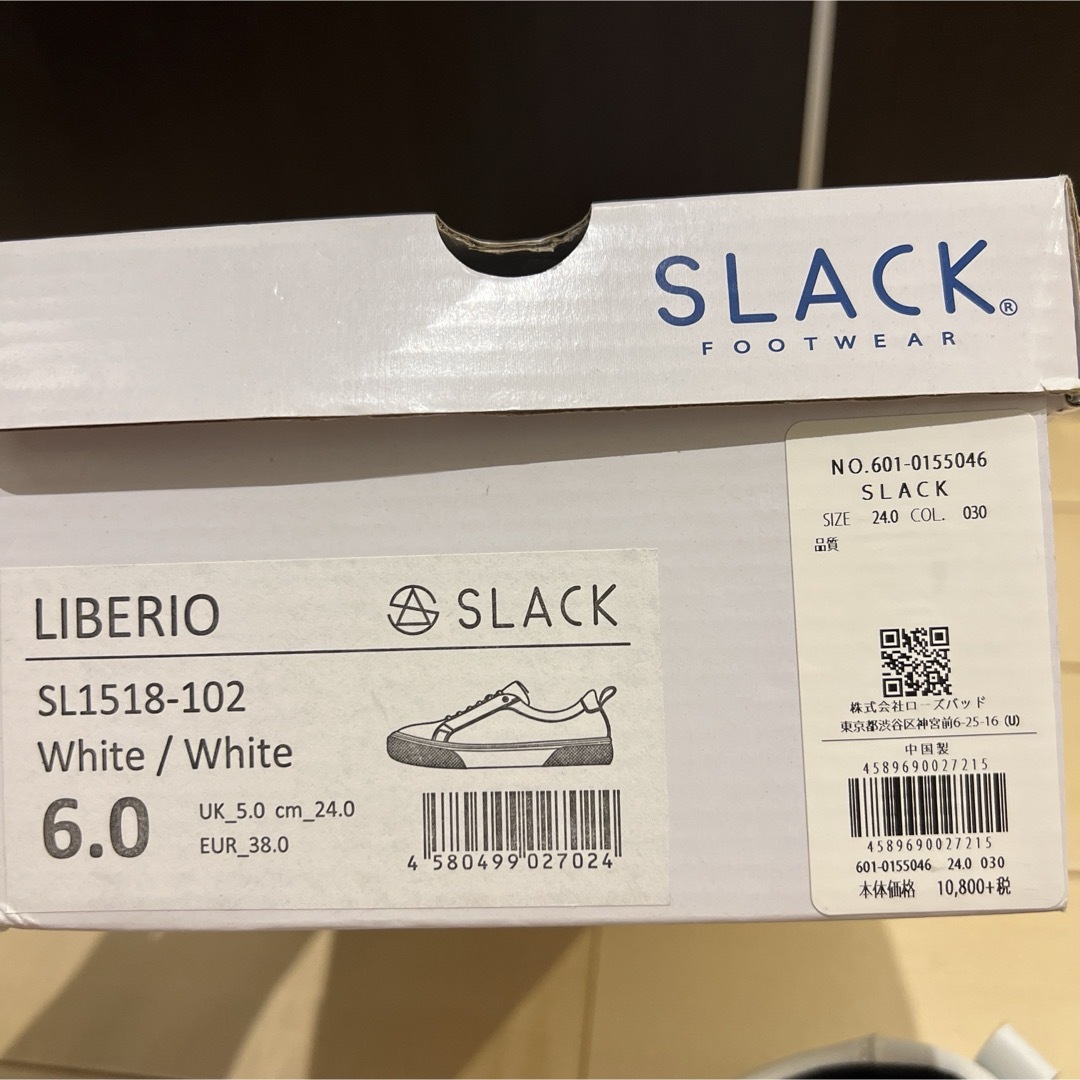 SLACK®
FOOTWEAR
NO.601-0155046
SLACK
SIZE 24.0 COL. 030
品質
株式会社ローズバッド
東京都渋谷区神宮前6-25-16 (U)
中国製
4589690027215
4589690027215
601-0155046 24.0 030
本体価格 10,800+税
LIBERIO
SLACK
SL1518-102
White / White
6.0
UK_5.0 cm_24.0
EUR_38.0
4 580499 027024